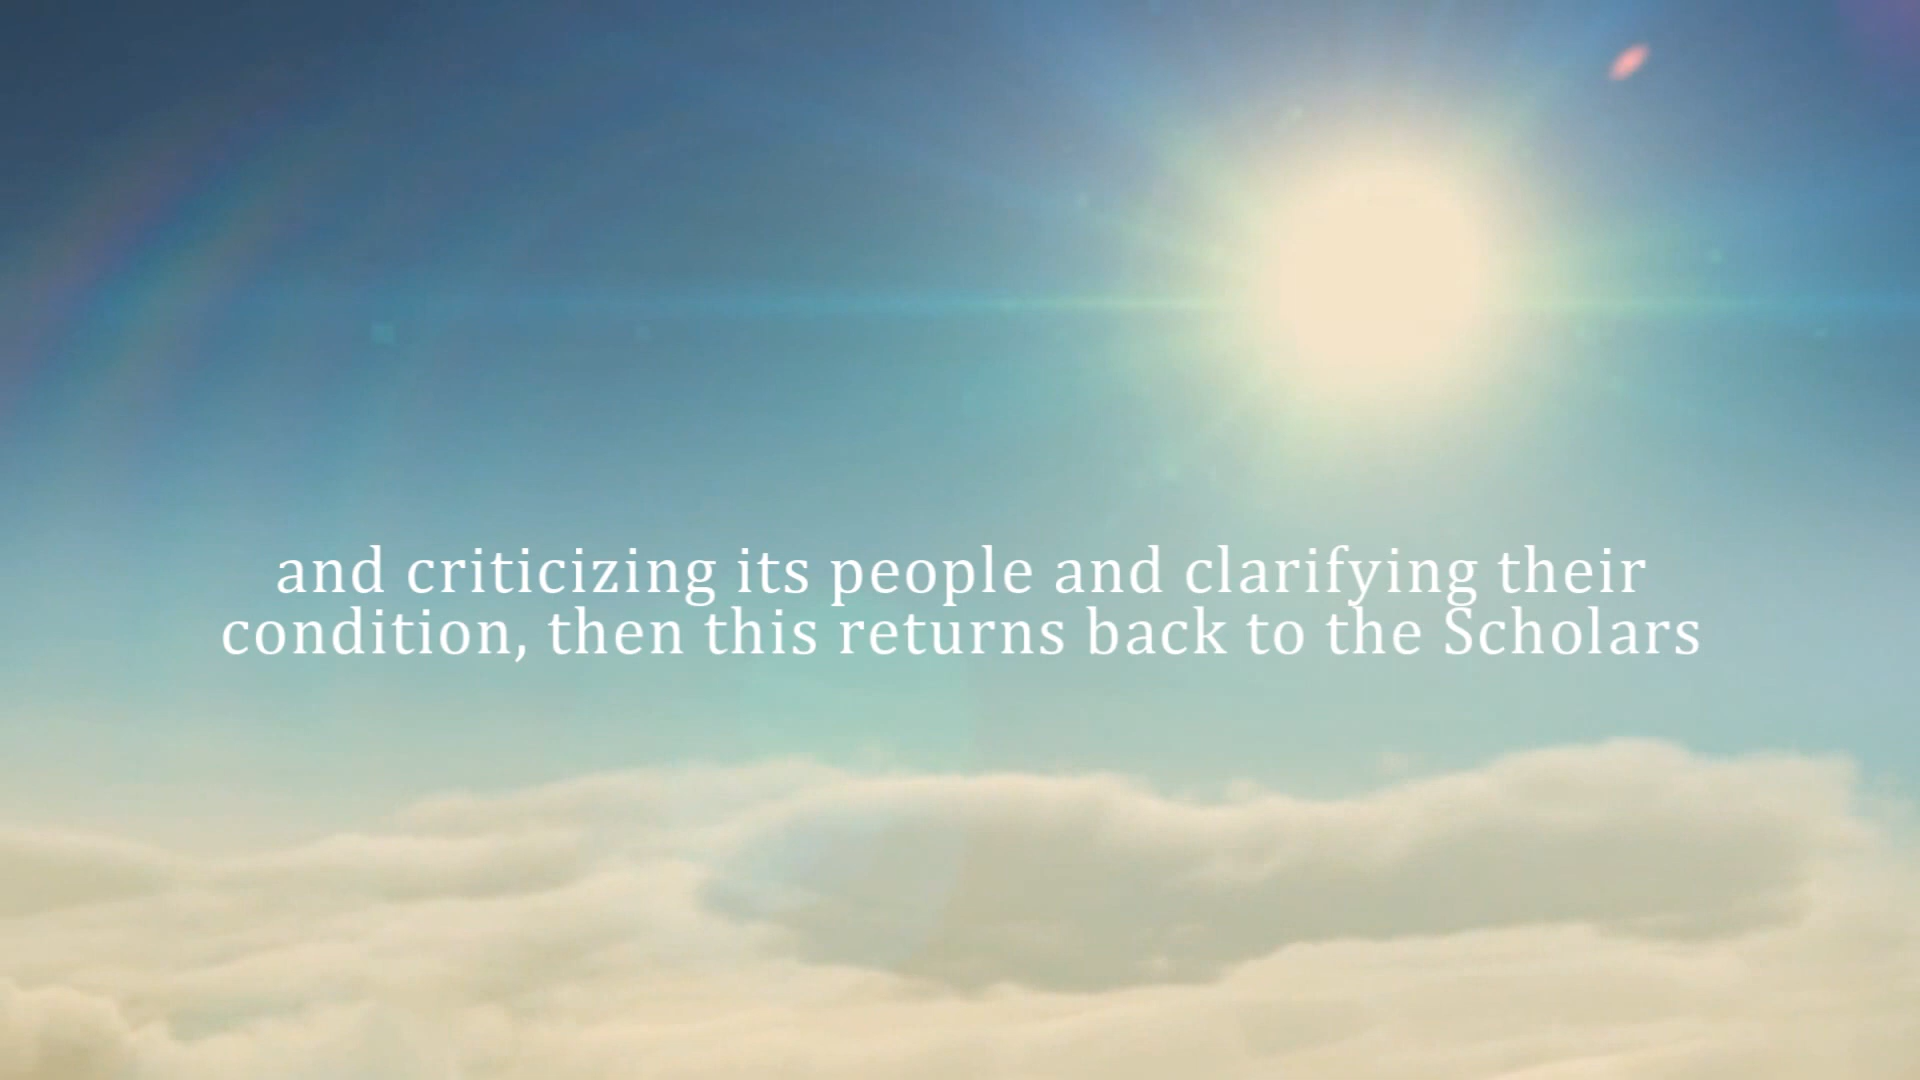 and criticizing its people and clarifying their
condition, then this returns back to the Scholars